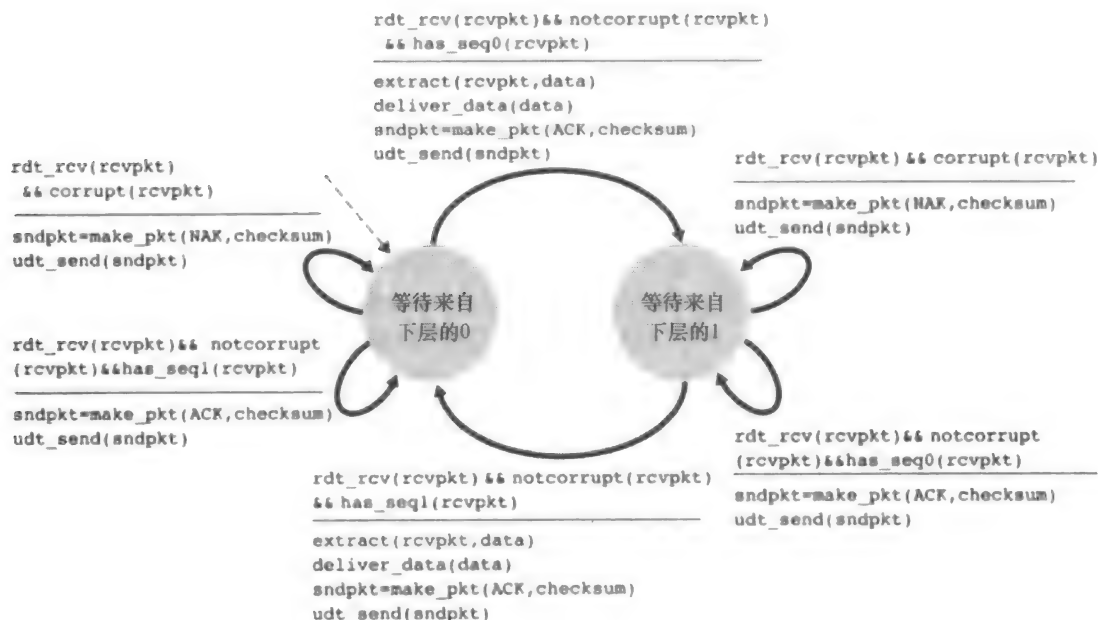 rdt_rcv(rcvpkt)&& notcorrupt(rcvpkt)
&& has_seq0(rcvpkt)
extract(rcvpkt,data)
deliver_data(data)
sndpkt=make_pkt(ACK,checksum)
udt_send(sndpkt)
rdt_rcv(rcvpkt)
&& corrupt(rcvpkt)
sndpkt=make_pkt(NAK,checksum)
udt_send(sndpkt)
rdt_rcv(rcvpkt) && corrupt(rcvpkt)
sndpkt=make_pkt(NAK,checksum)
udt_send(sndpkt)
等待来自
下层的0
等待来自
下层的1
rdt_rcv(rcvpkt)&& notcorrupt
(rcvpkt)&&has_seq1(rcvpkt)
sndpkt=make_pkt(ACK,checksum)
udt_send(sndpkt)
rdt_rcv(rcvpkt)&& notcorrupt
(rcvpkt)&&has_seq0(rcvpkt)
sndpkt=make_pkt(ACK,checksum)
udt_send(sndpkt)
rdt_rcv(rcvpkt) && notcorrupt(rcvpkt)
&& has_seq1(rcvpkt)
extract(rcvpkt,data)
deliver_data(data)
sndpkt=make_pkt(ACK,checksum)
udt_send(sndpkt)